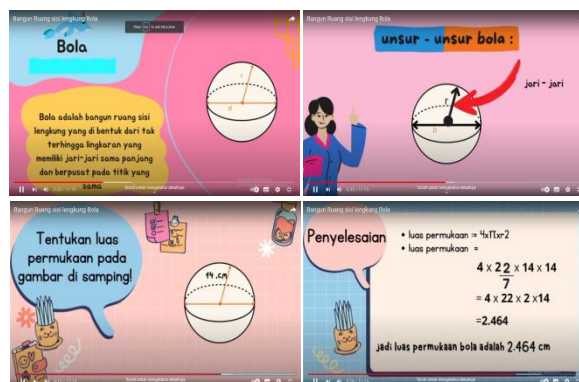 Bangun Ruang sisi lengkung Bola
Bola
r
d
Bola adalah bangun ruang sisi
lengkung yang di bentuk dari tak
terhingga lingkaran yang
memiliki jari-jari sama panjang
dan berpusat pada titik yang
sama
Bangun Ruang sisi lengkung Bola
unsur - unsur bola :
jari - jari
r
D
Bangun Ruang sisi lengkung Bola
Tentukan luas
permukaan pada
gambar di samping!
14 cm
Bangun Ruang sisi lengkung Bola
Penyelesaian
• luas permukaan = 4xΠxr2
• luas permukaan =
4 x 22 x 14 x 14
7
= 4 x 22 x 2 x14
=2.464
jadi luas permukaan bola adalah 2.464 cm